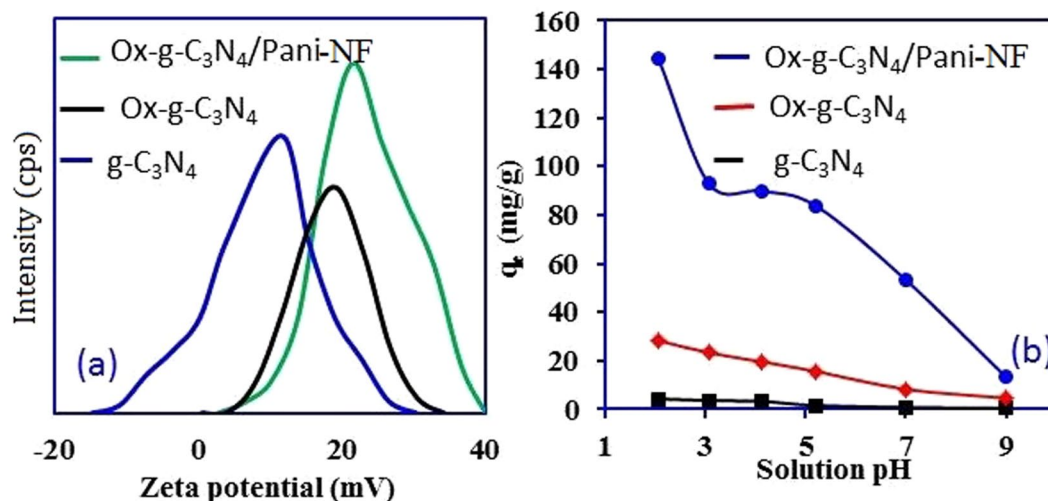 Ox-g-C₃N₄/Pani-NF
Ox-g-C₃N₄
g-C₃N₄
Intensity (cps)
(a)
-20 0 20 40
Zeta potential (mV)
160
140
120
100
80
60
40
20
0
Ox-g-C₃N₄/Pani-NF
Ox-g-C₃N₄
g-C₃N₄
qₑ (mg/g)
(b)
1 3 5 7 9
Solution pH